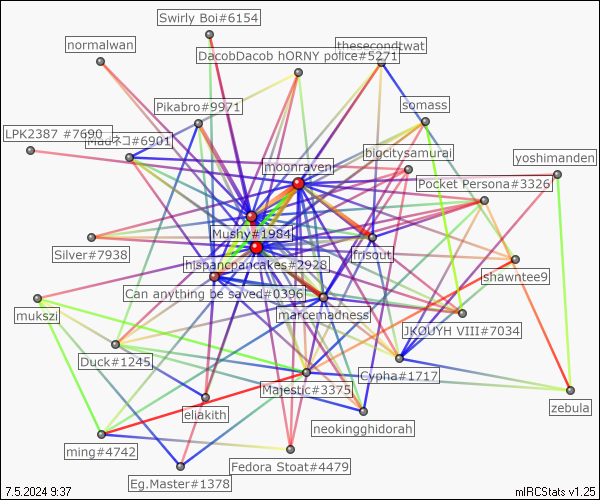 Swirly Boi#6154
normalwan
thesecondtwat
DacobDacob hORNY police#5271
Pikabro#9971
somass
LPK2387 #7690
Madネコ#6901
bigcitysamurai
yoshimanden
moonraven
Pocket Persona#3326
Mushy#1984
Silver#7938
frisout
hispancpancakes#2928
shawntee9
Can anything be saved#0396
mukszi
marcemadness
JKOUYH VIII#7034
Duck#1245
Majestic#3375
Cypha#1717
eliakith
zebula
neokingghidorah
ming#4742
Fedora Stoat#4479
Eg.Master#1378
7.5.2024 9:37
mIRCStats v1.25